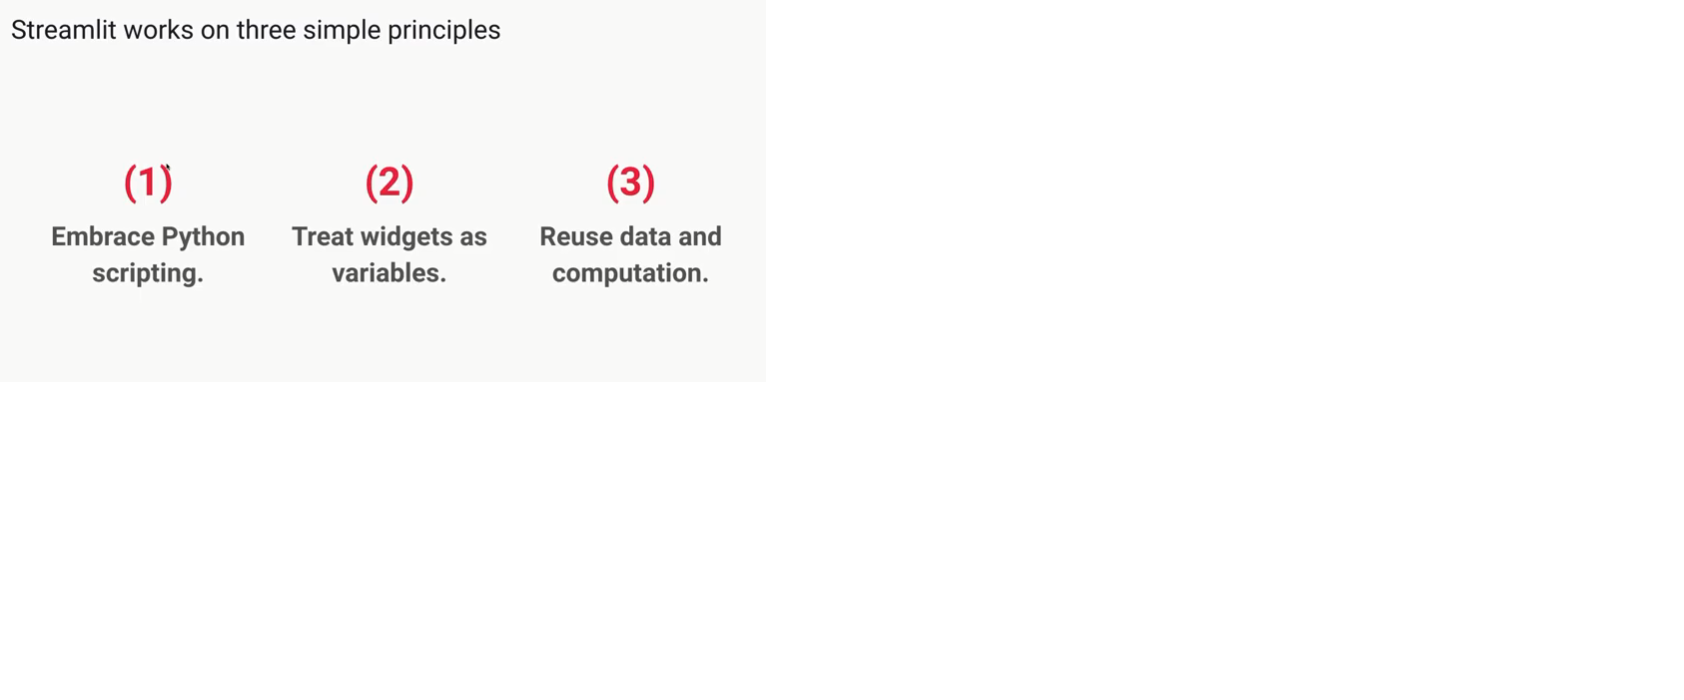 Streamlit works on three simple principles
(1)
Embrace Python
scripting.
(2)
Treat widgets as
variables.
(3)
Reuse data and
computation.